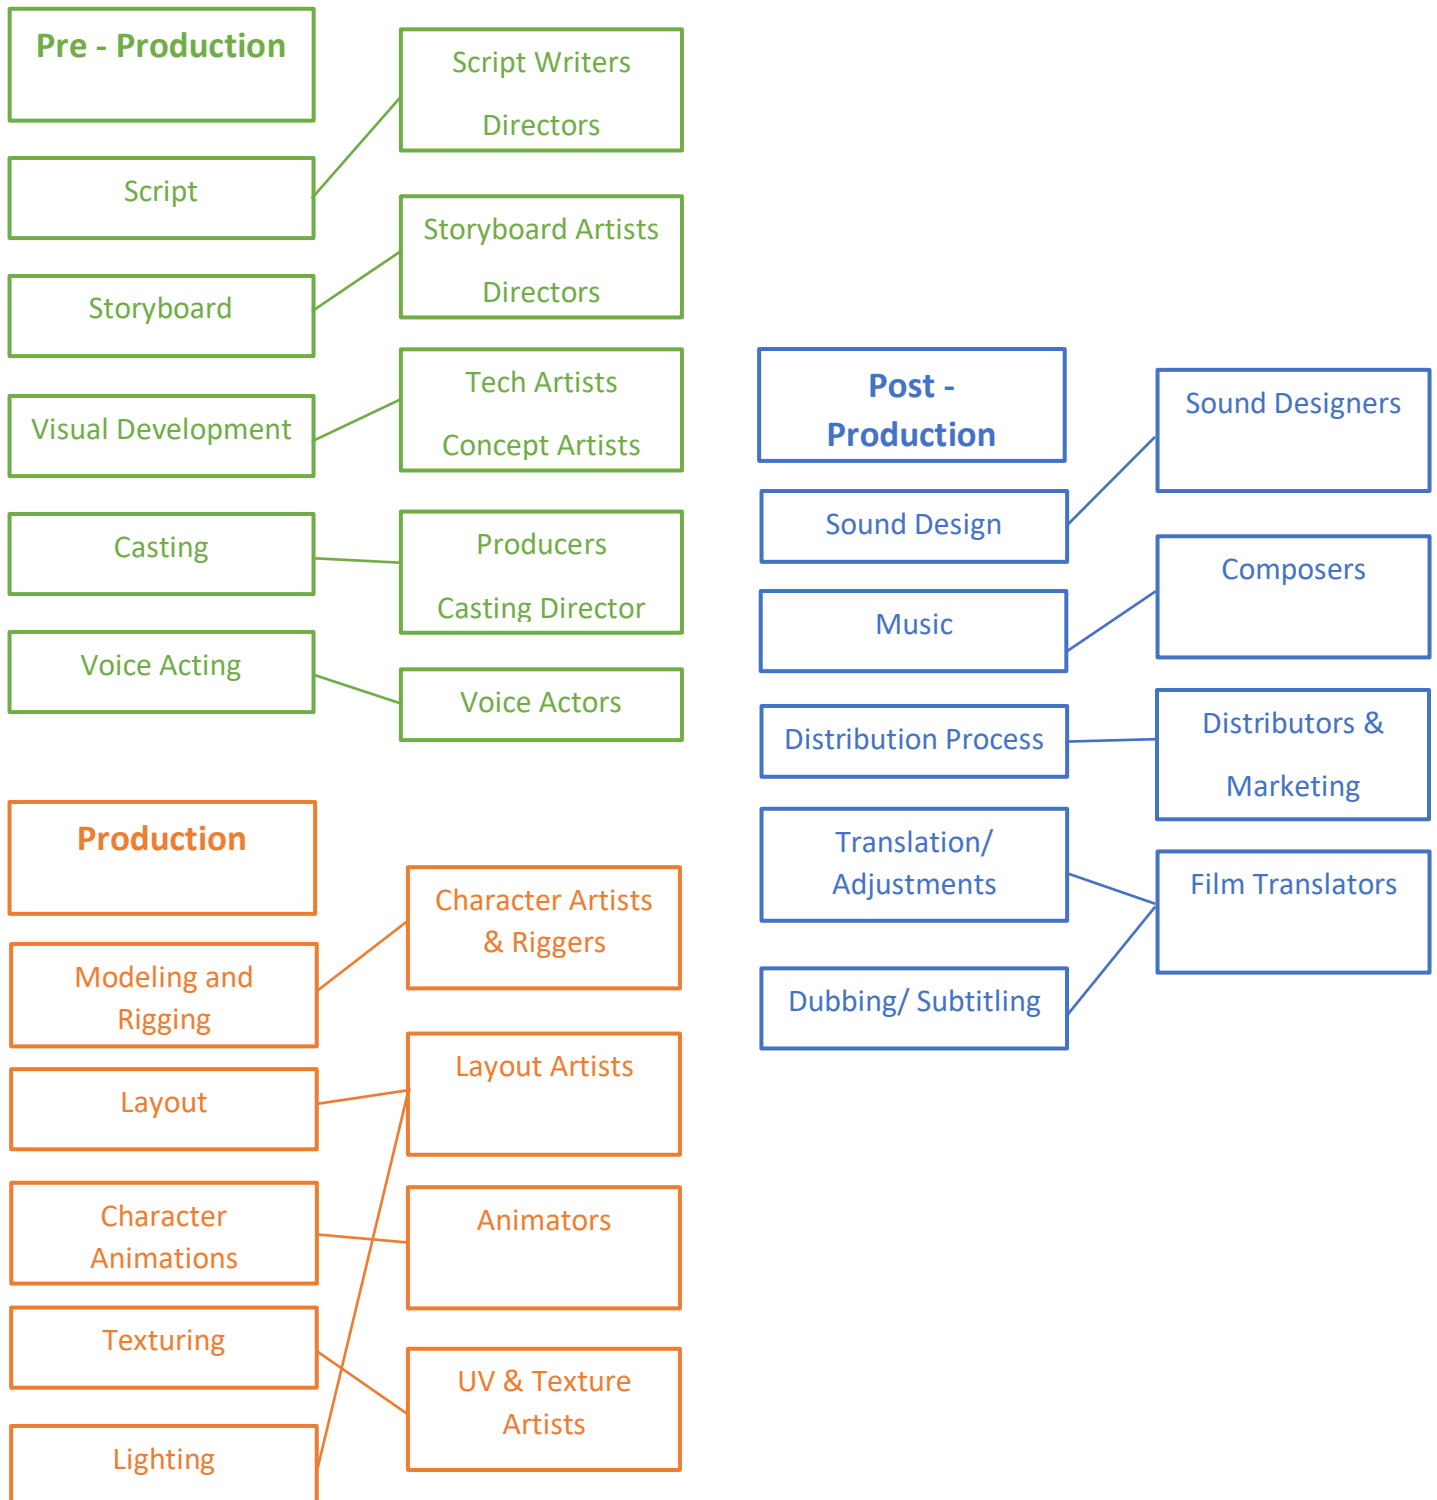 Pre - Production
Script Writers
Directors
Script
Storyboard Artists
Directors
Storyboard
Tech Artists
Concept Artists
Visual Development
Producers
Casting Director
Casting
Voice Acting
Voice Actors
Production
Character Artists
& Riggers
Modeling and
Rigging
Layout Artists
Layout
Character
Animations
Animators
Texturing
UV & Texture
Artists
Lighting
Post -
Production
Sound Designers
Sound Design
Composers
Music
Distribution Process
Distributors &
Marketing
Translation/
Adjustments
Film Translators
Dubbing/ Subtitling